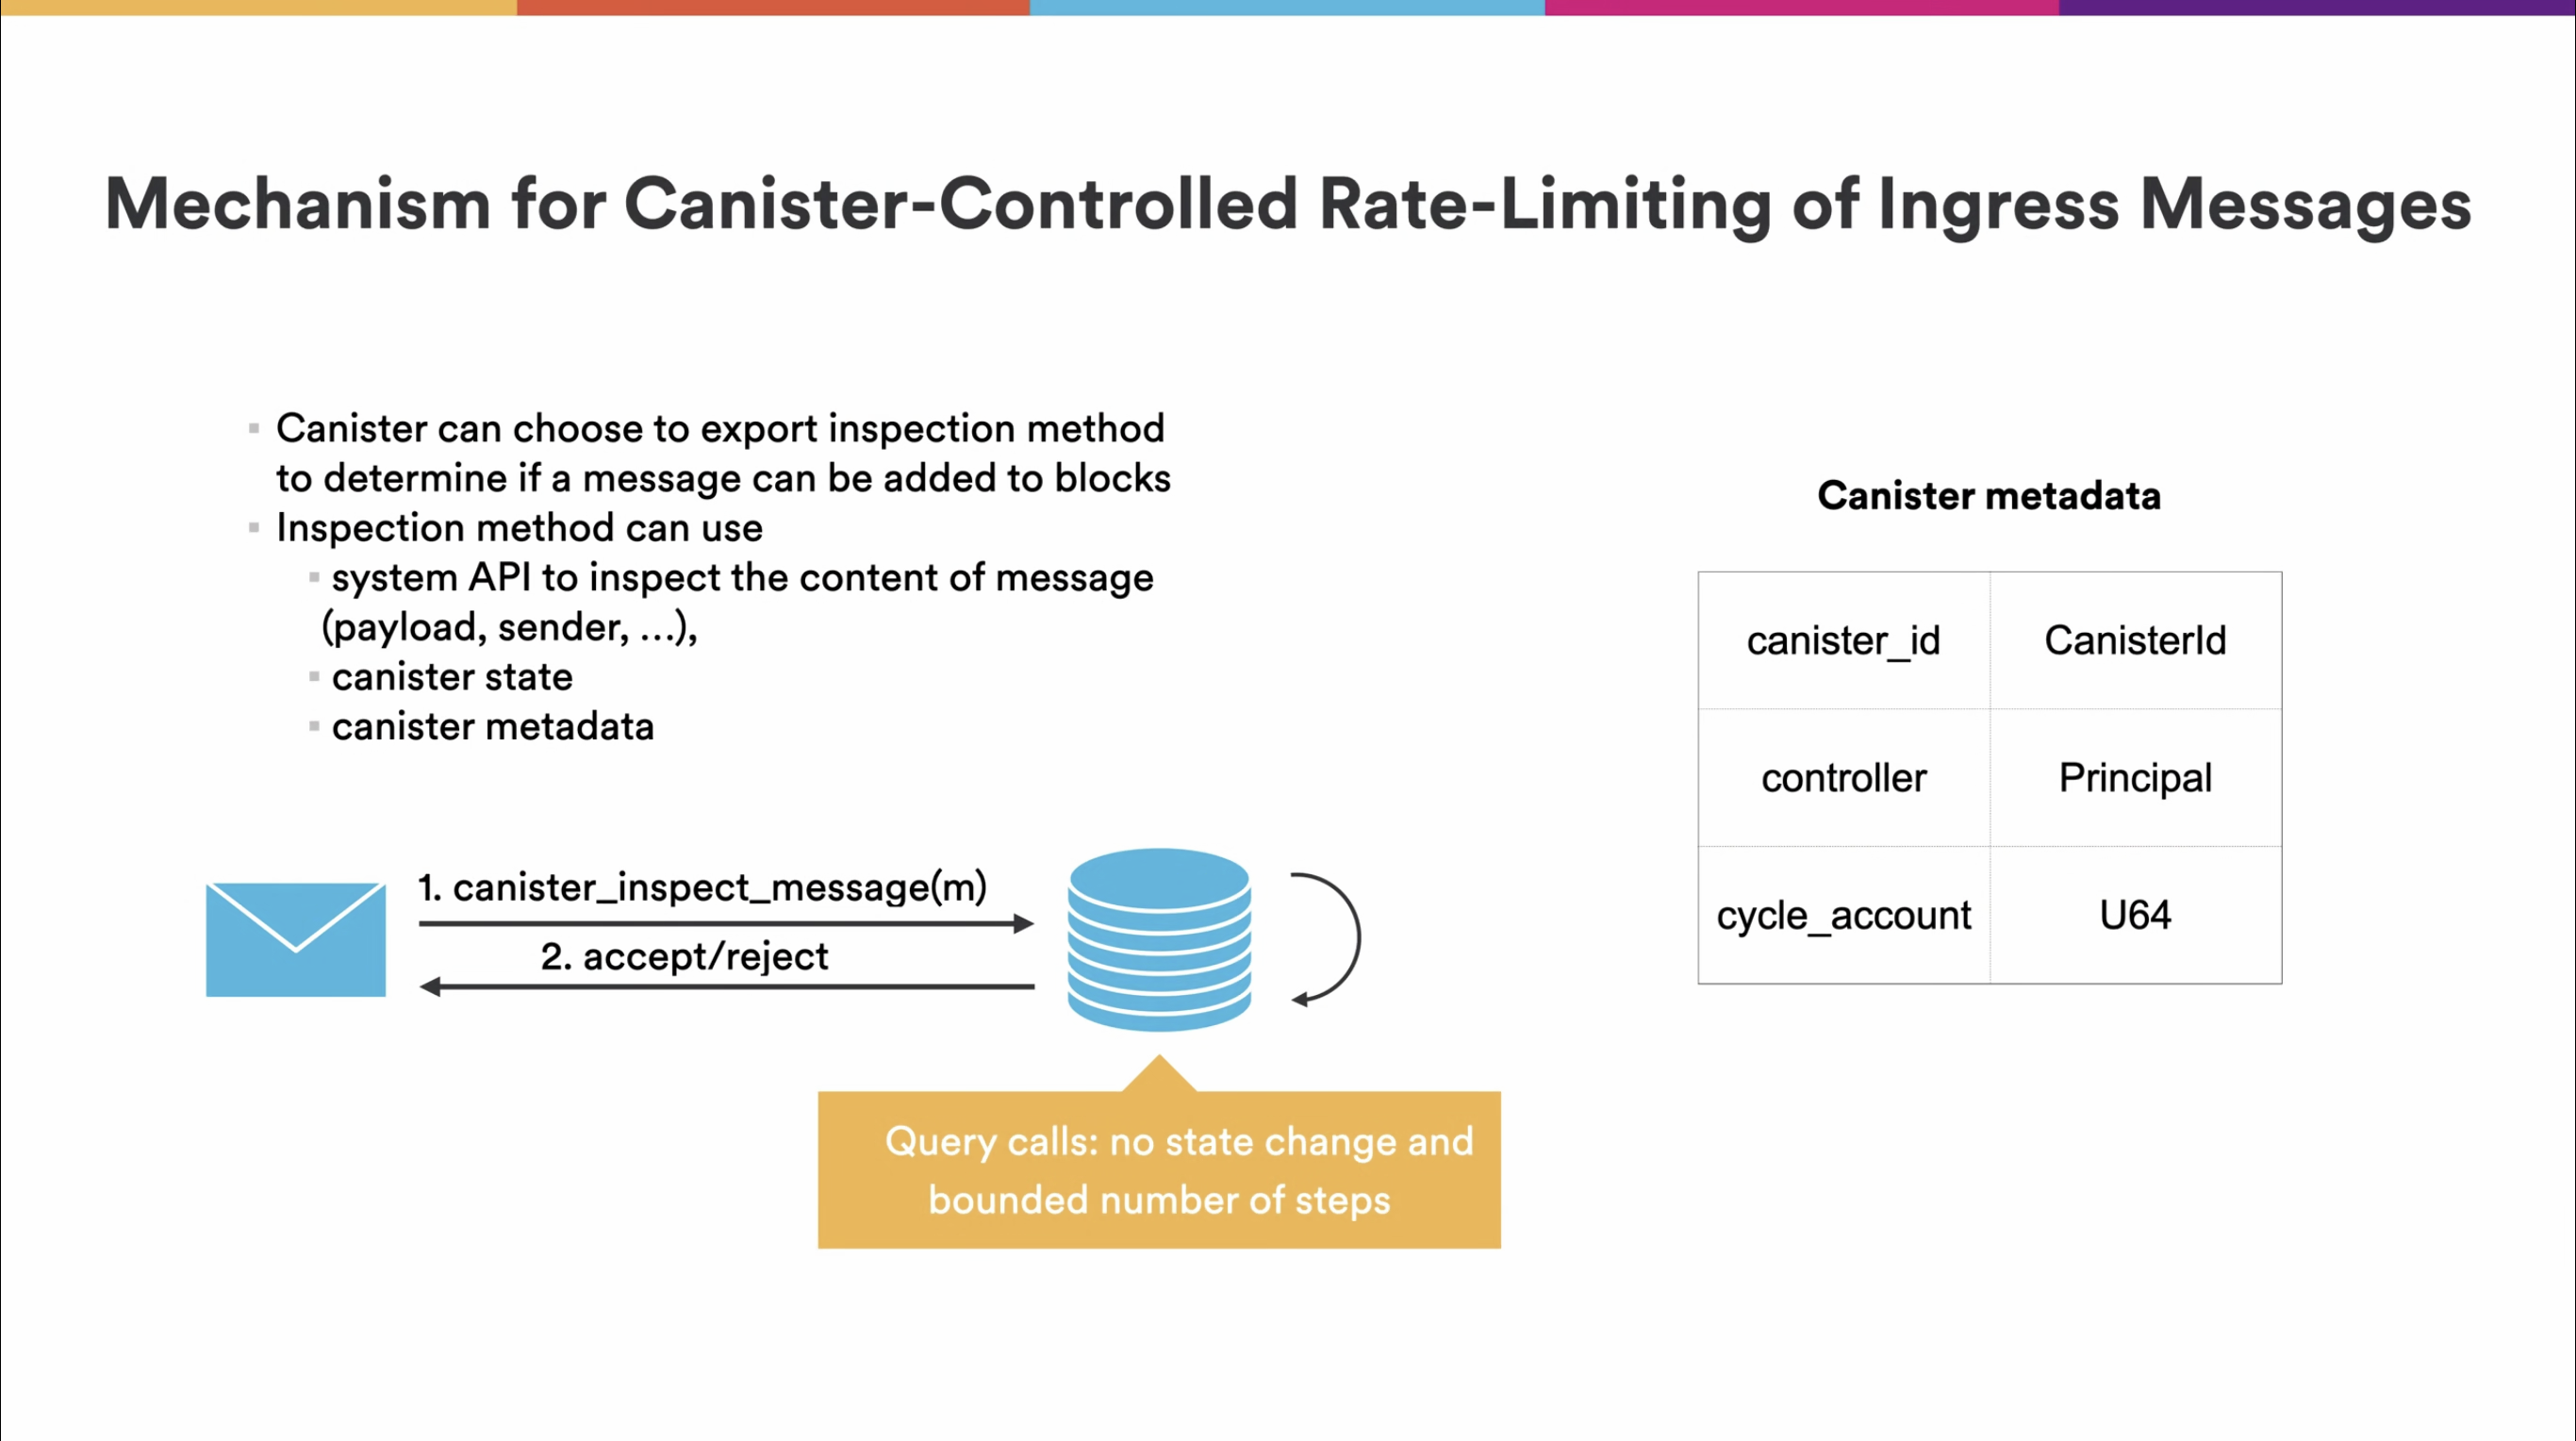 Mechanism for Canister-Controlled Rate-Limiting of Ingress Messages
▪ Canister can choose to export inspection method
to determine if a message can be added to blocks
▪ Inspection method can use
▪ system API to inspect the content of message
(payload, sender, ...),
▪ canister state
▪ canister metadata
1. canister_inspect_message(m)
2. accept/reject
Query calls: no state change and
bounded number of steps
Canister metadata
canister_id CanisterId
controller Principal
cycle_account U64